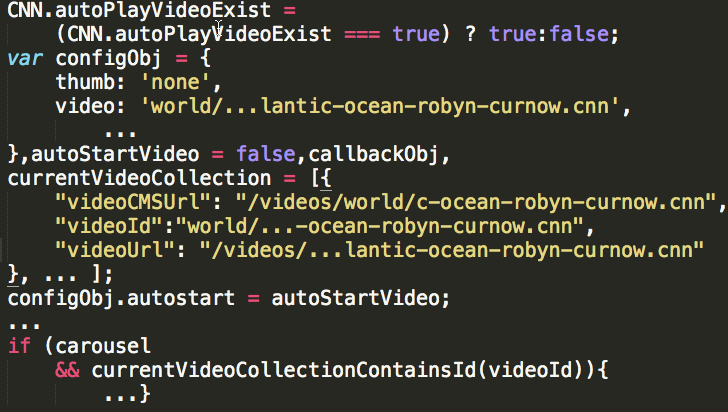 CNN.autoPlayVideoExist =
(CNN.autoPlayVideoExist === true) ? true:false;
var configObj = {
thumb: 'none',
video: 'world/...lantic-ocean-robyn-curnow.cnn',
...
},autoStartVideo = false,callbackObj,
currentVideoCollection = [{
"videoCMSUrl": "/videos/world/c-ocean-robyn-curnow.cnn",
"videoId":"world/...-ocean-robyn-curnow.cnn",
"videoUrl": "/videos/...lantic-ocean-robyn-curnow.cnn"
}, ... ];
configObj.autostart = autoStartVideo;
...
if (carousel
&& currentVideoCollectionContainsId(videoId)){
...}